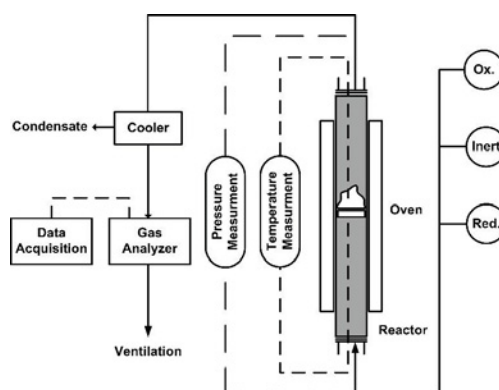 Ox.
Condensate
Cooler
Inert
Pressure
Measurment
Temperature
Measurment
Oven
Data
Acquisition
Gas
Analyzer
Red.
Reactor
Ventilation